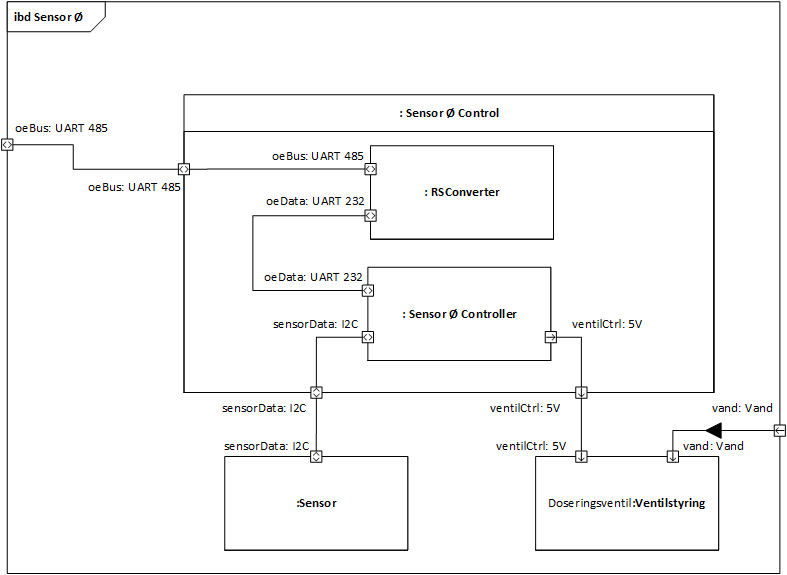 ibd Sensor Ø
: Sensor Ø Control
oeBus: UART 485
oeBus: UART 485
oeBus: UART 485
: RSConverter
oeData: UART 232
oeData: UART 232
: Sensor Ø Controller
sensorData: I2C
ventilCtrl: 5V
sensorData: I2C
ventilCtrl: 5V
vand: Vand
sensorData: I2C
ventilCtrl: 5V
vand: Vand
:Sensor
Doseringsventil:Ventilstyring